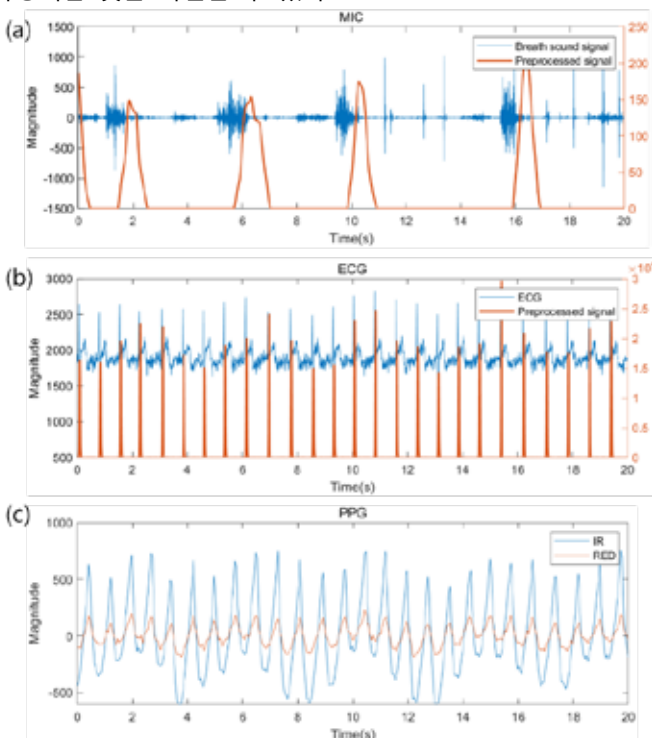 (a)
MIC
1500
1000
500
0
-500
-1000
-1500
Magnitude
Breath sound signal
Preprocessed signal
250
200
150
100
50
0
0 2 4 6 8 10 12 14 16 18 20
Time(s)
(b)
ECG
3000
2500
2000
1500
1000
500
Magnitude
ECG
Preprocessed signal
3
2.5
2
1.5
1
0.5
0
0 2 4 6 8 10 12 14 16 18 20
Time(s)
(c)
PPG
1000
500
0
-500
Magnitude
IR
RED
0 2 4 6 8 10 12 14 16 18 20
Time(s)